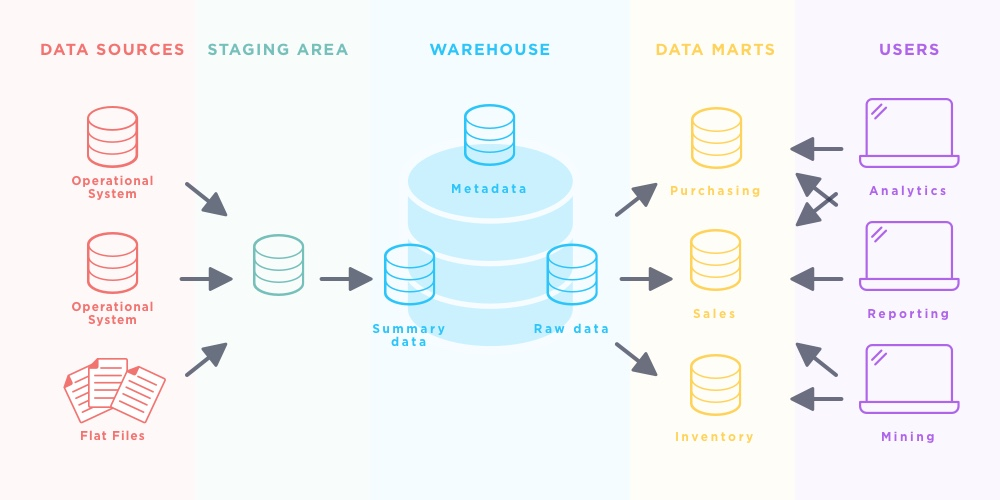 DATA SOURCES
STAGING AREA
WAREHOUSE
DATA MARTS
USERS
Operational
System
Operational
System
Flat Files
Metadata
Summary
data
Raw data
Purchasing
Sales
Inventory
Analytics
Reporting
Mining